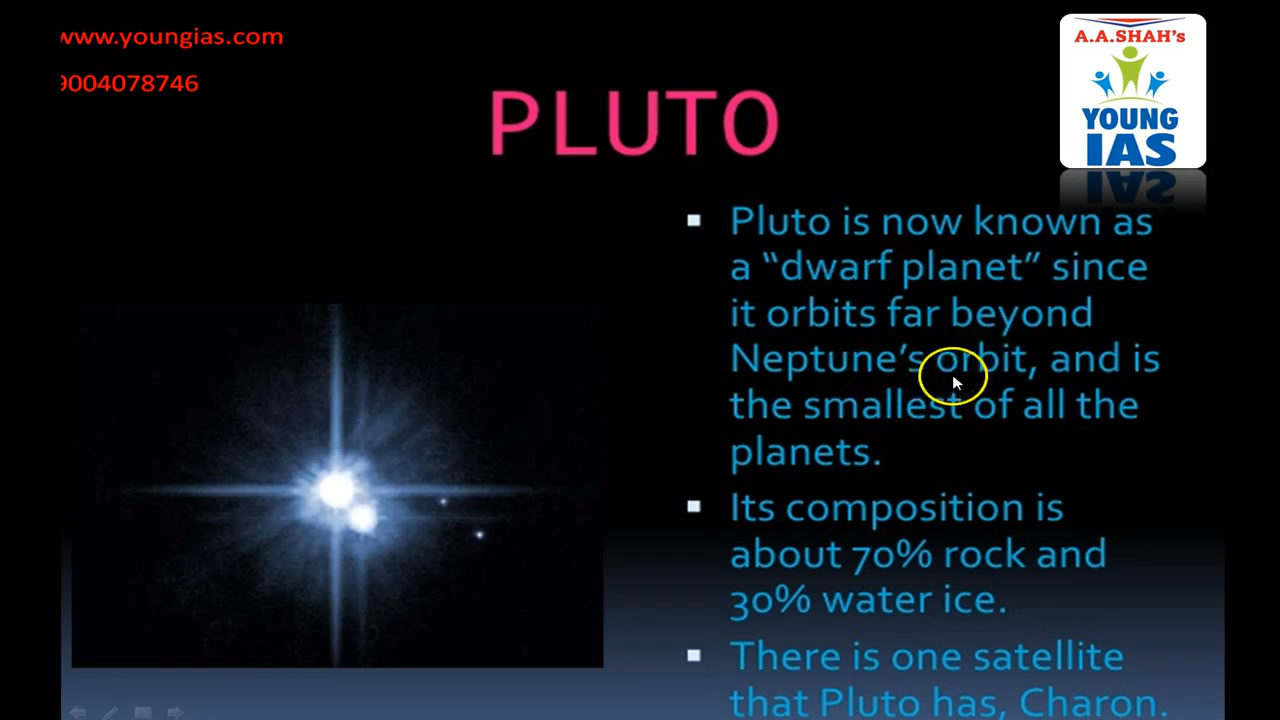 www.youngias.com
9004078746
A.A.SHAH's
YOUNG
IAS
PLUTO
Pluto is now known as
a “dwarf planet” since
it orbits far beyond
Neptune’s orbit, and is
the smallest of all the
planets.
Its composition is
about 70% rock and
30% water ice.
There is one satellite
that Pluto has, Charon.